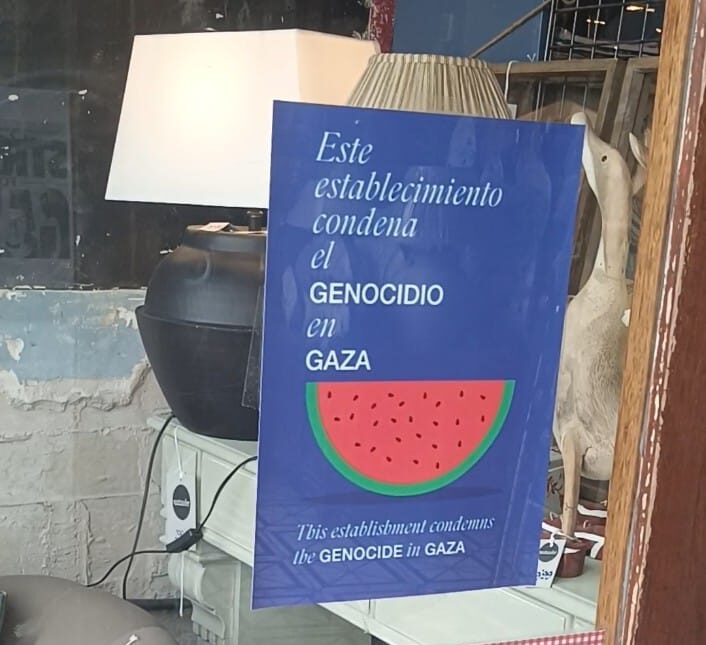 Este
establecimiento
condena
el
GENOCIDIO
en
GAZA
This establishment condemns
the GENOCIDE in GAZA